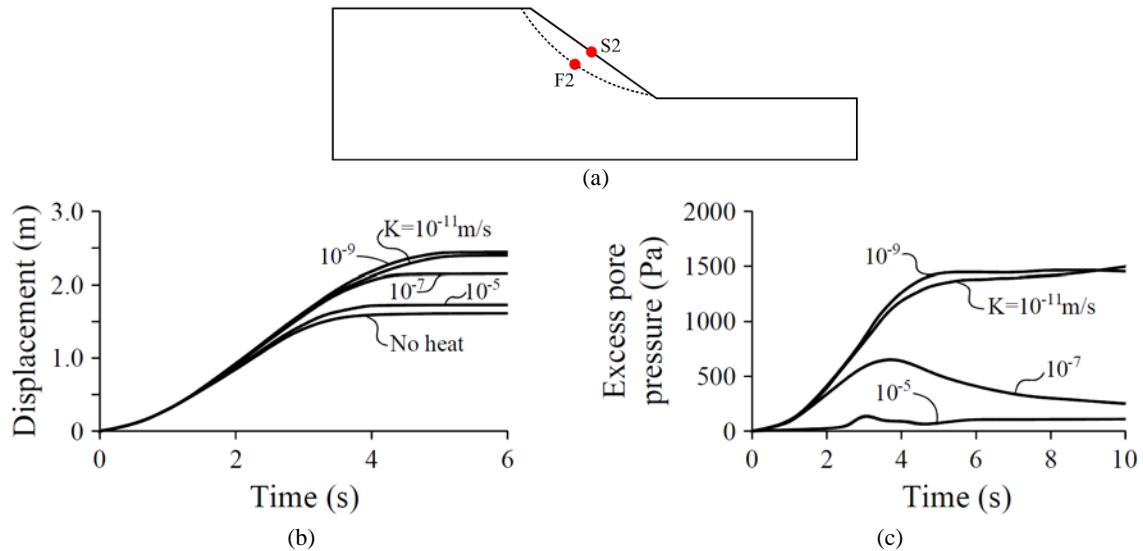 S2
F2
(a)
Displacement (m)
3.0
2.0
1.0
0
0
2
4
6
Time (s)
K=10⁻¹¹m/s
10⁻⁹
10⁻⁷
10⁻⁵
No heat
(b)
Excess pore
pressure (Pa)
2000
1500
1000
500
0
0
2
4
6
8
10
Time (s)
10⁻⁹
K=10⁻¹¹m/s
10⁻⁷
10⁻⁵
(c)